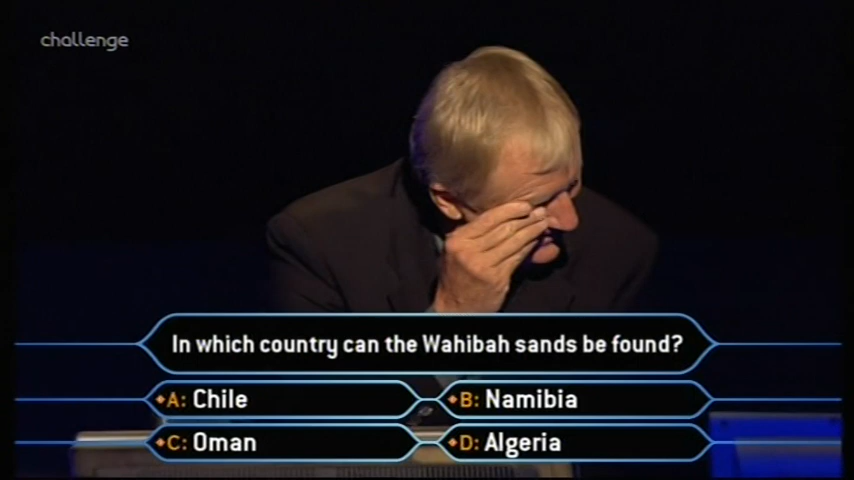 challenge
In which country can the Wahibah sands be found?
A: Chile
B: Namibia
C: Oman
D: Algeria